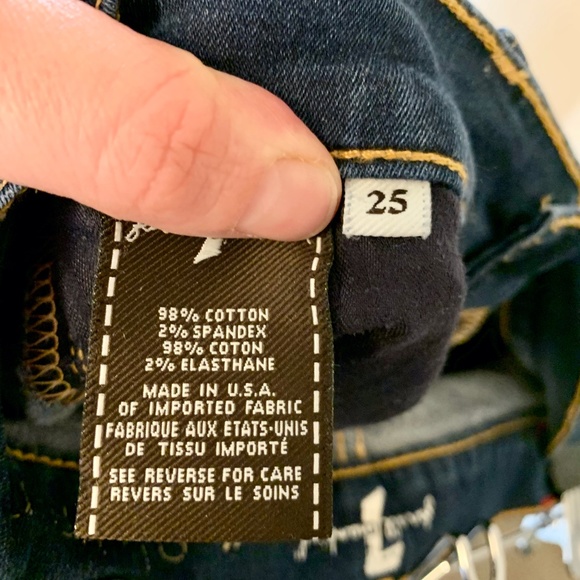 25
98% COTTON
2% SPANDEX
98% COTON
2% ELASTHANE
MADE IN U.S.A.
OF IMPORTED FABRIC
FABRIQUE AUX ETATS-UNIS
DE TISSU IMPORTÉ
SEE REVERSE FOR CARE
REVERS SUR LE SOINS
7